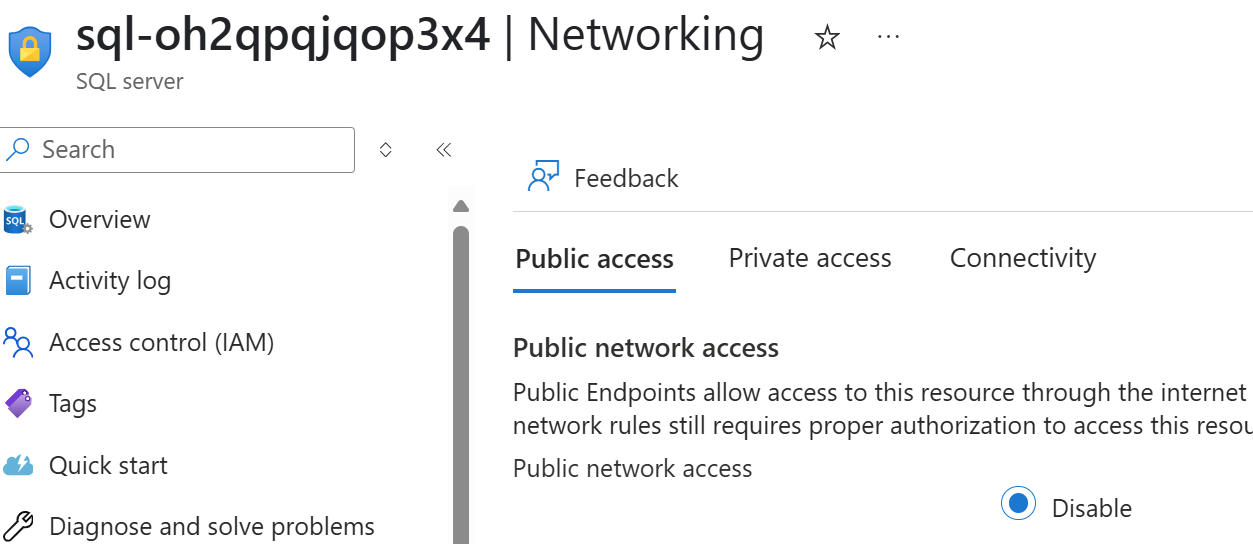 sql-oh2qpqjqop3x4 | Networking
SQL server
Search
Feedback
SQL
Overview
Activity log
Access control (IAM)
Tags
Quick start
Diagnose and solve problems
Public access
Private access
Connectivity
Public network access
Public Endpoints allow access to this resource through the internet
network rules still requires proper authorization to access this resou
Public network access
Disable